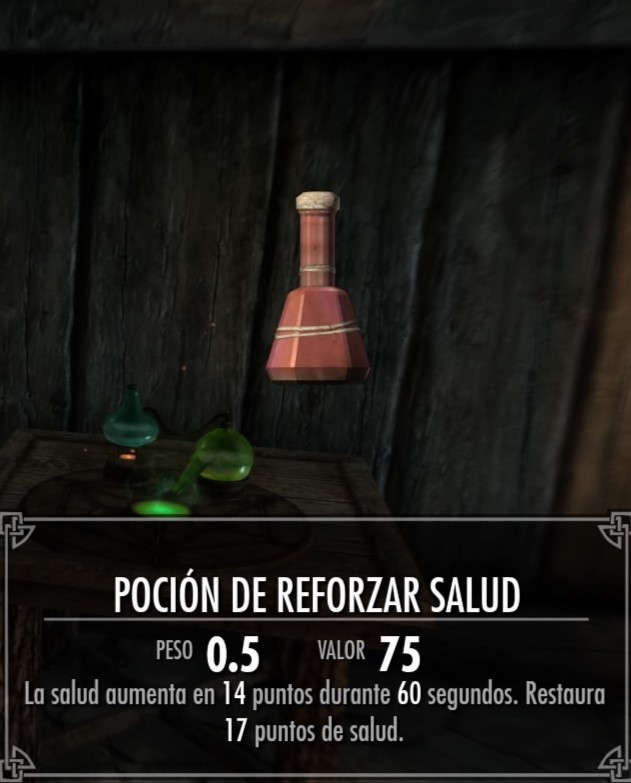 POCIÓN DE REFORZAR SALUD
PESO 0.5 VALOR 75
La salud aumenta en 14 puntos durante 60 segundos. Restaura
17 puntos de salud.